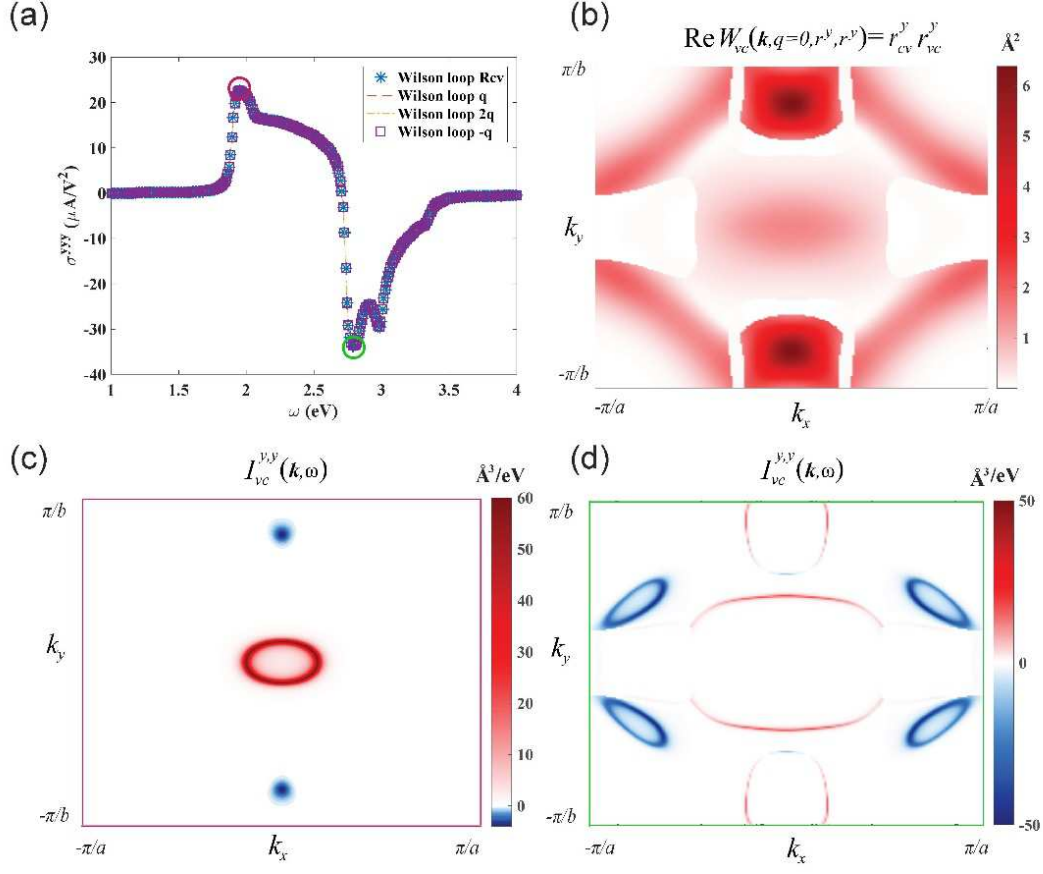 (a)
30
20
10
0
-10
-20
-30
-40
σ^yyy (μA/V²)
1
1.5
2
2.5
3
3.5
4
ω (eV)
Wilson loop Rcv
Wilson loop q
Wilson loop 2q
Wilson loop -q
(b)
Re W_vc(k,q=0,r^y,r^y)= r^y_cv r^y_vc
Å²
π/b
k_y
-π/b
-π/a
k_x
π/a
6
5
4
3
2
1
(c)
I^y,y_vc(k,ω)
Å³/eV
π/b
k_y
-π/b
-π/a
k_x
π/a
60
50
40
30
20
10
0
(d)
I^y,y_vc(k,ω)
Å³/eV
π/b
k_y
-π/b
-π/a
k_x
π/a
50
0
-50